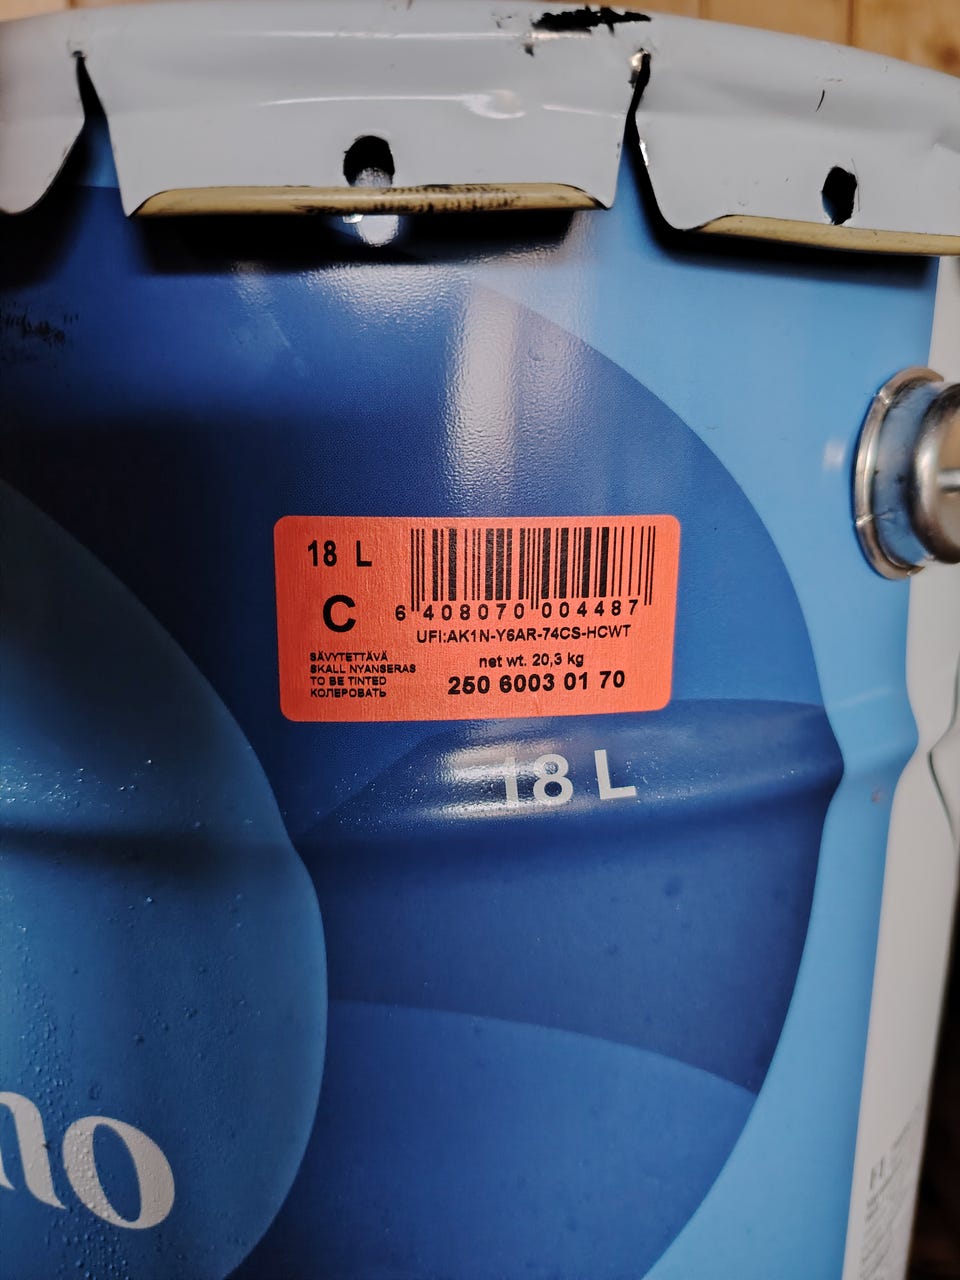 18 L
C
6 408070 004487
UFI:AK1N-Y6AR-74CS-HCWT
SÄVYTETTÄVÄ
SKALL NYANSERAS
TO BE TINTED
КОЛЕРОВАТЬ
net wt. 20,3 kg
250 6003 01 70
18 L
no